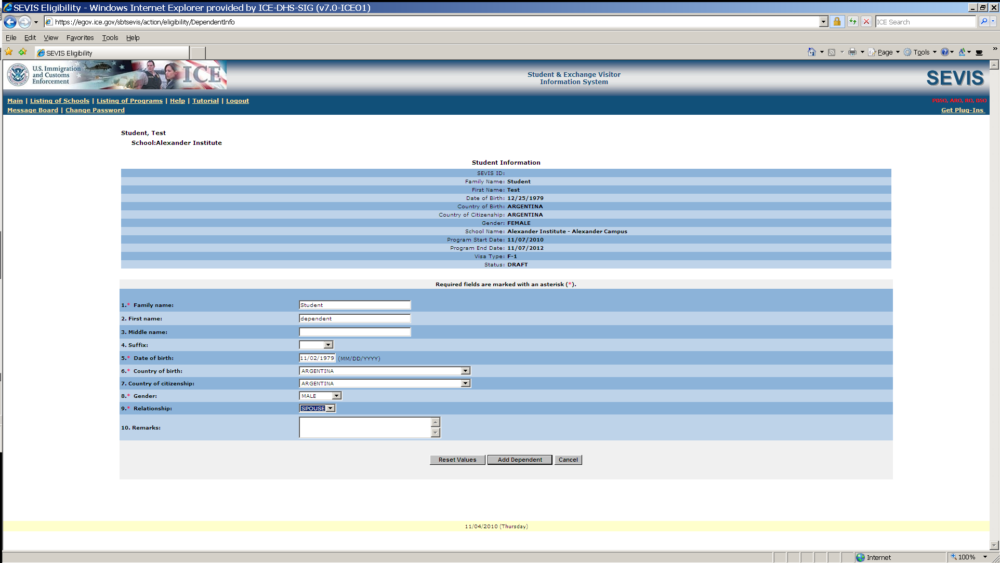 SEVIS Eligibility - Windows Internet Explorer provided by ICE-DHS-SIG (v7.0-ICEO1)
https://egov.ice.gov/sbtsevis/action/eligibility/DependentInfo
ICE Search
File Edit View Favorites Tools Help
SEVIS Eligibility
Page Tools
U.S. Immigration
and Customs
Enforcement
ICE
Student & Exchange Visitor
Information System
SEVIS
Main | Listing of Schools | Listing of Programs | Help | Tutorial | Logout
PDSO, ARO, RO, DSO
Message Board | Change Password
Get Plug-Ins
Student, Test
School:Alexander Institute
Student Information
SEVIS ID:
Family Name: Student
First Name: Test
Date of Birth: 12/25/1979
Country of Birth: ARGENTINA
Country of Citizenship: ARGENTINA
Gender: FEMALE
School Name: Alexander Institute - Alexander Campus
Program Start Date: 11/07/2010
Program End Date: 11/07/2012
Visa Type: F-1
Status: DRAFT
Required fields are marked with an asterisk (*).
1.* Family name: Student
2. First name: dependent
3. Middle name:
4. Suffix:
5.* Date of birth: 11/02/1979 (MM/DD/YYYY)
6.* Country of birth: ARGENTINA
7. Country of citizenship: ARGENTINA
8.* Gender: MALE
9.* Relationship: SPOUSE
10. Remarks:
Reset Values Add Dependent Cancel
11/04/2010 (Thursday)
Internet 100%